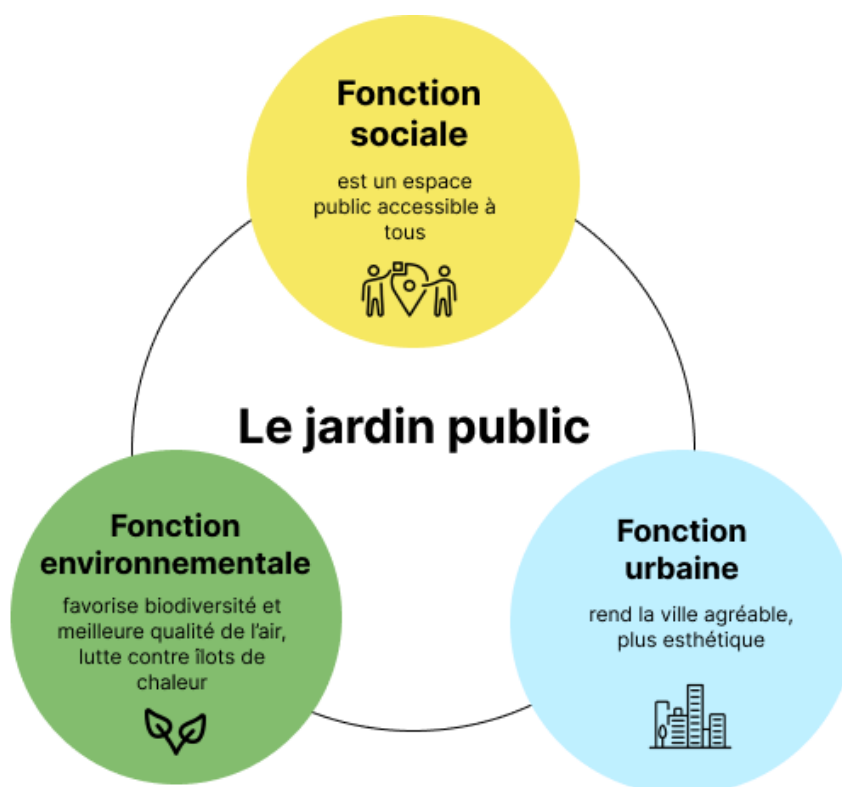 Fonction
sociale
est un espace
public accessible à
tous
Le jardin public
Fonction
environnementale
favorise biodiversité et
meilleure qualité de l'air,
lutte contre îlots de
chaleur
Fonction
urbaine
rend la ville agréable,
plus esthétique